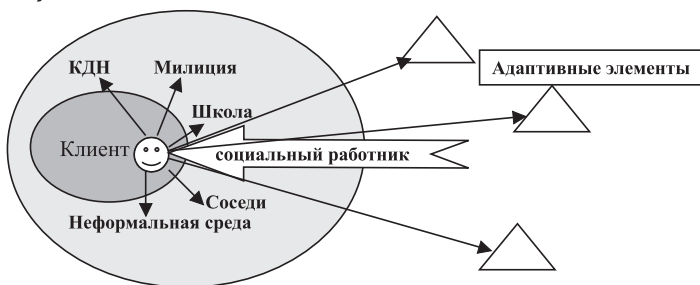 КДН
Милиция
Адаптивные элементы
Школа
Клиент
социальный работник
Соседи
Неформальная среда